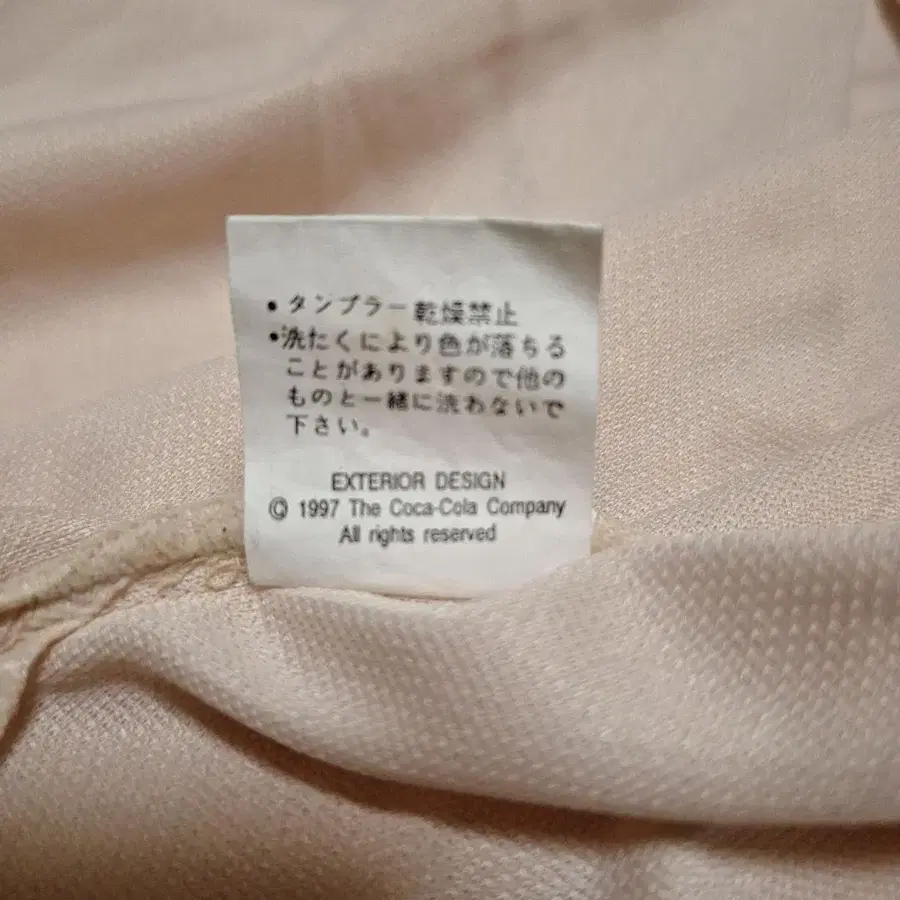 • タンブラー乾燥禁止
•洗たくにより色が落ちる
ことがありますので他の
ものと一緒に洗わないで
下さい。
EXTERIOR DESIGN
© 1997 The Coca-Cola Company
All rights reserved